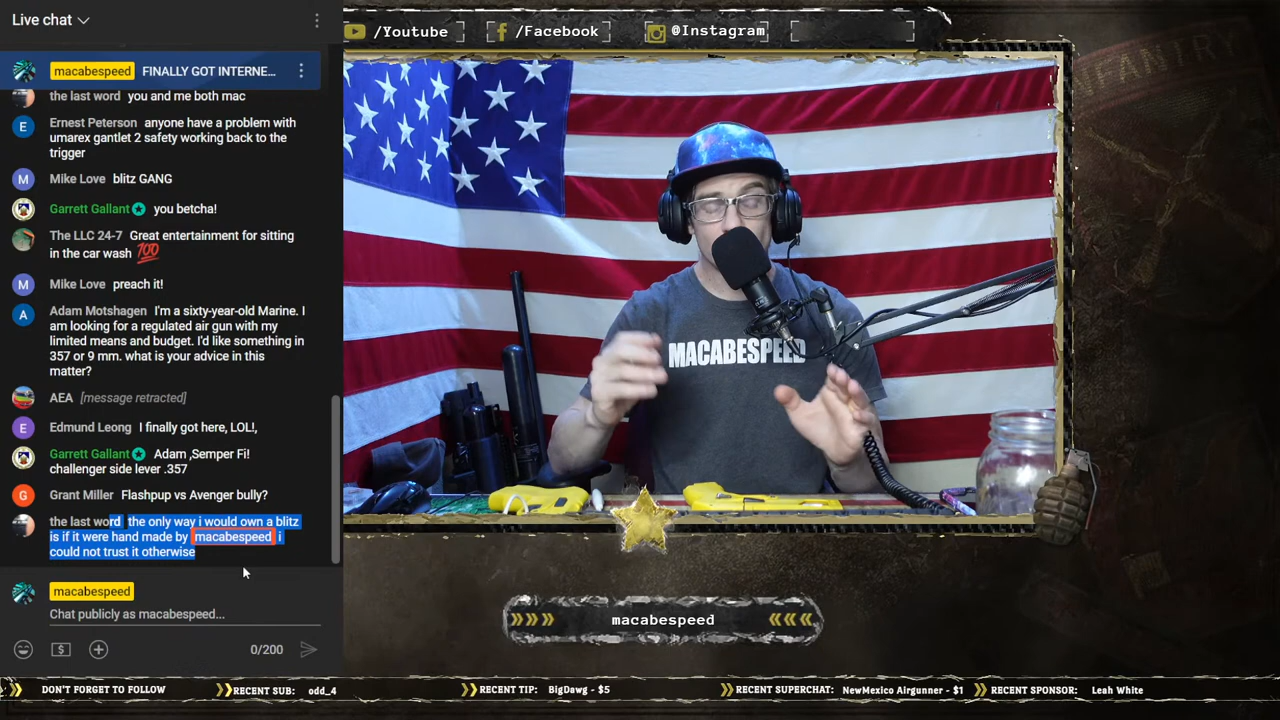 Live chat
/Youtube
/Facebook
@Instagram
macabespeed FINALLY GOT INTERNE...
the last word you and me both mac
Ernest Peterson anyone have a problem with
umarex gantlet 2 safety working back to the
trigger
Mike Love blitz GANG
Garrett Gallant you betcha!
The LLC 24-7 Great entertainment for sitting
in the car wash 100
Mike Love preach it!
Adam Motshagen I'm a sixty-year-old Marine. I
am looking for a regulated air gun with my
limited means and budget. I'd like something in
357 or 9 mm. what is your advice in this
matter?
AEA [message retracted]
Edmund Leong I finally got here, LOL!,
Garrett Gallant Adam ,Semper Fi!
challenger side lever .357
Grant Miller Flashpup vs Avenger bully?
the last word the only way i would own a blitz
is if it were hand made by macabespeed i
could not trust it otherwise
macabespeed
Chat publicly as macabespeed...
0/200
INFANTRY
MACABESPEED
macabespeed
DON'T FORGET TO FOLLOW
RECENT SUB: odd_4
RECENT TIP: BigDawg - $5
RECENT SUPERCHAT: NewMexico Airgunner - $1
RECENT SPONSOR: Leah White